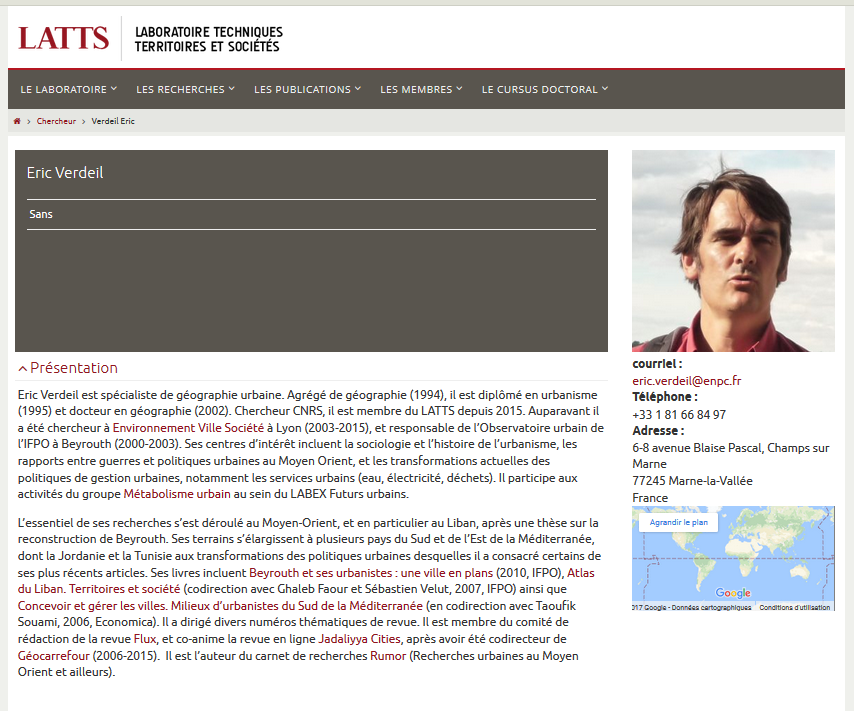 LATTS
LABORATOIRE TECHNIQUES
TERRITOIRES ET SOCIÉTÉS
LE LABORATOIRE
LES RECHERCHES
LES PUBLICATIONS
LES MEMBRES
LE CURSUS DOCTORAL
> Chercheur > Verdeil Eric
Eric Verdeil
Sans
Présentation
Eric Verdeil est spécialiste de géographie urbaine. Agrégé de géographie (1994), il est diplômé en urbanisme
(1995) et docteur en géographie (2002). Chercheur CNRS, il est membre du LATTS depuis 2015. Auparavant il
a été chercheur à Environnement Ville Société à Lyon (2003-2015), et responsable de l'Observatoire urbain de
l'IFPO à Beyrouth (2000-2003). Ses centres d'intérêt incluent la sociologie et l'histoire de l'urbanisme, les
rapports entre guerres et politiques urbaines au Moyen Orient, et les transformations actuelles des
politiques de gestion urbaines, notamment les services urbains (eau, électricité, déchets). Il participe aux
activités du groupe Métabolisme urbain au sein du LABEX Futurs urbains.
L'essentiel de ses recherches s'est déroulé au Moyen-Orient, et en particulier au Liban, après une thèse sur la
reconstruction de Beyrouth. Ses terrains s'élargissent à plusieurs pays du Sud et de l'Est de la Méditerranée,
dont la Jordanie et la Tunisie aux transformations des politiques urbaines desquelles il a consacré certains de
ses plus récents articles. Ses livres incluent Beyrouth et ses urbanistes : une ville en plans (2010, IFPO), Atlas
du Liban. Territoires et société (codirection avec Ghaleb Faour et Sébastien Velut, 2007, IFPO) ainsi que
Concevoir et gérer les villes. Milieux d'urbanistes du Sud de la Méditerranée (en codirection avec Taoufik
Souami, 2006, Economica). Il a dirigé divers numéros thématiques de revue. Il est membre du comité de
rédaction de la revue Flux, et co-anime la revue en ligne Jadaliyya Cities, après avoir été codirecteur de
Géocarrefour (2006-2015). Il est l'auteur du carnet de recherches Rumor (Recherches urbaines au Moyen
Orient et ailleurs).
courriel :
eric.verdeil@enpc.fr
Téléphone :
+33 1 81 66 84 97
Adresse :
6-8 avenue Blaise Pascal, Champs sur
Marne
77245 Marne-la-Vallée
France
Agrandir le plan
Google
017 Google - Données cartographiques
Conditions d'utilisation